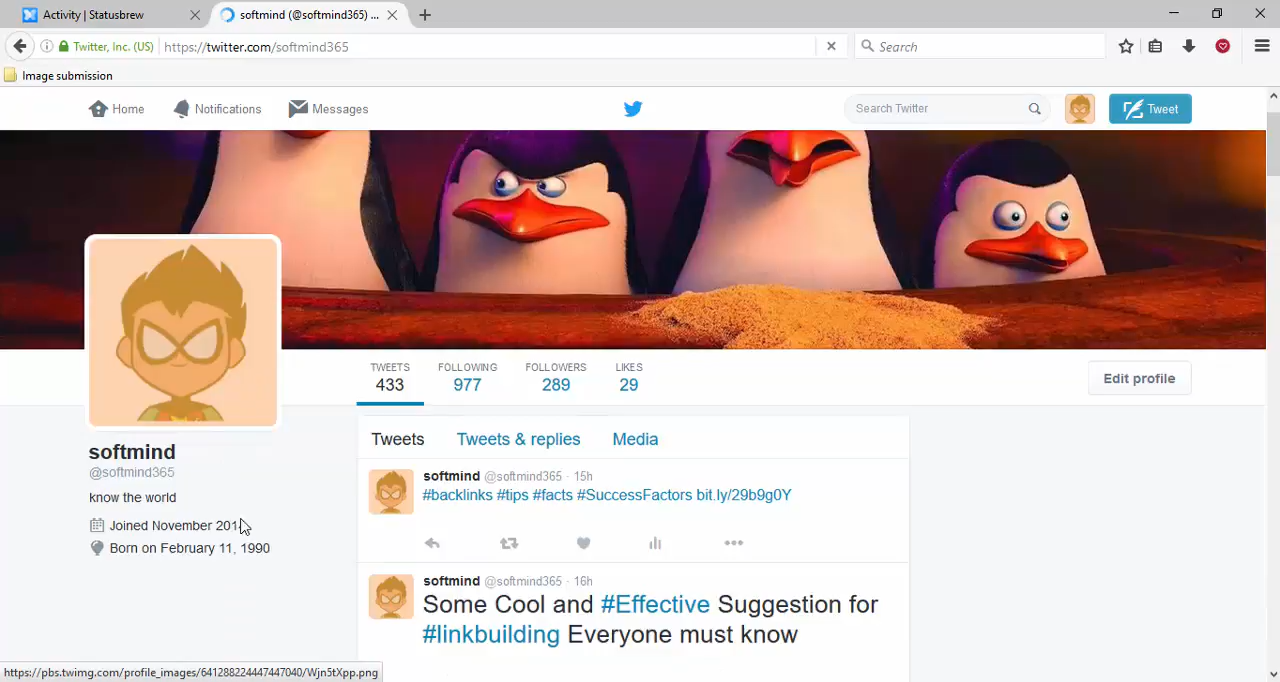 Activity | Statusbrew
softmind (@softmind365) ...
Twitter, Inc. (US)
https://twitter.com/softmind365
Search
Image submission
Home
Notifications
Messages
Search Twitter
Tweet
TWEETS
433
FOLLOWING
977
FOLLOWERS
289
LIKES
29
Edit profile
softmind
@softmind365
know the world
Joined November
Born on February 11, 1990
Tweets
Tweets & replies
Media
softmind @softmind365 · 15h
#backlinks #tips #facts #SuccessFactors bit.ly/29b9g0Y
softmind @softmind365 · 16h
Some Cool and #Effective Suggestion for
#linkbuilding Everyone must know
https://pbs.twimg.com/profile_images/641288224447447040/Wjn5tXpp.png